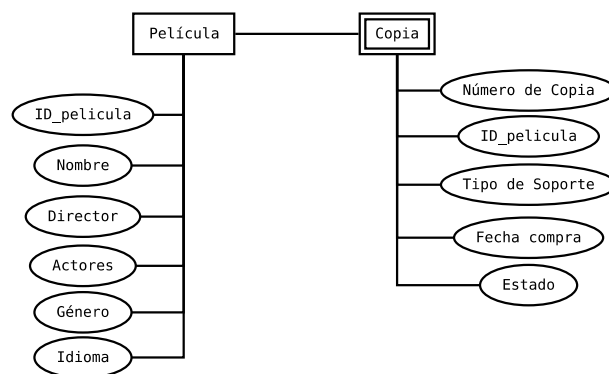 Película
Copia
ID_pelicula
Nombre
Director
Actores
Género
Idioma
Número de Copia
ID_pelicula
Tipo de Soporte
Fecha compra
Estado